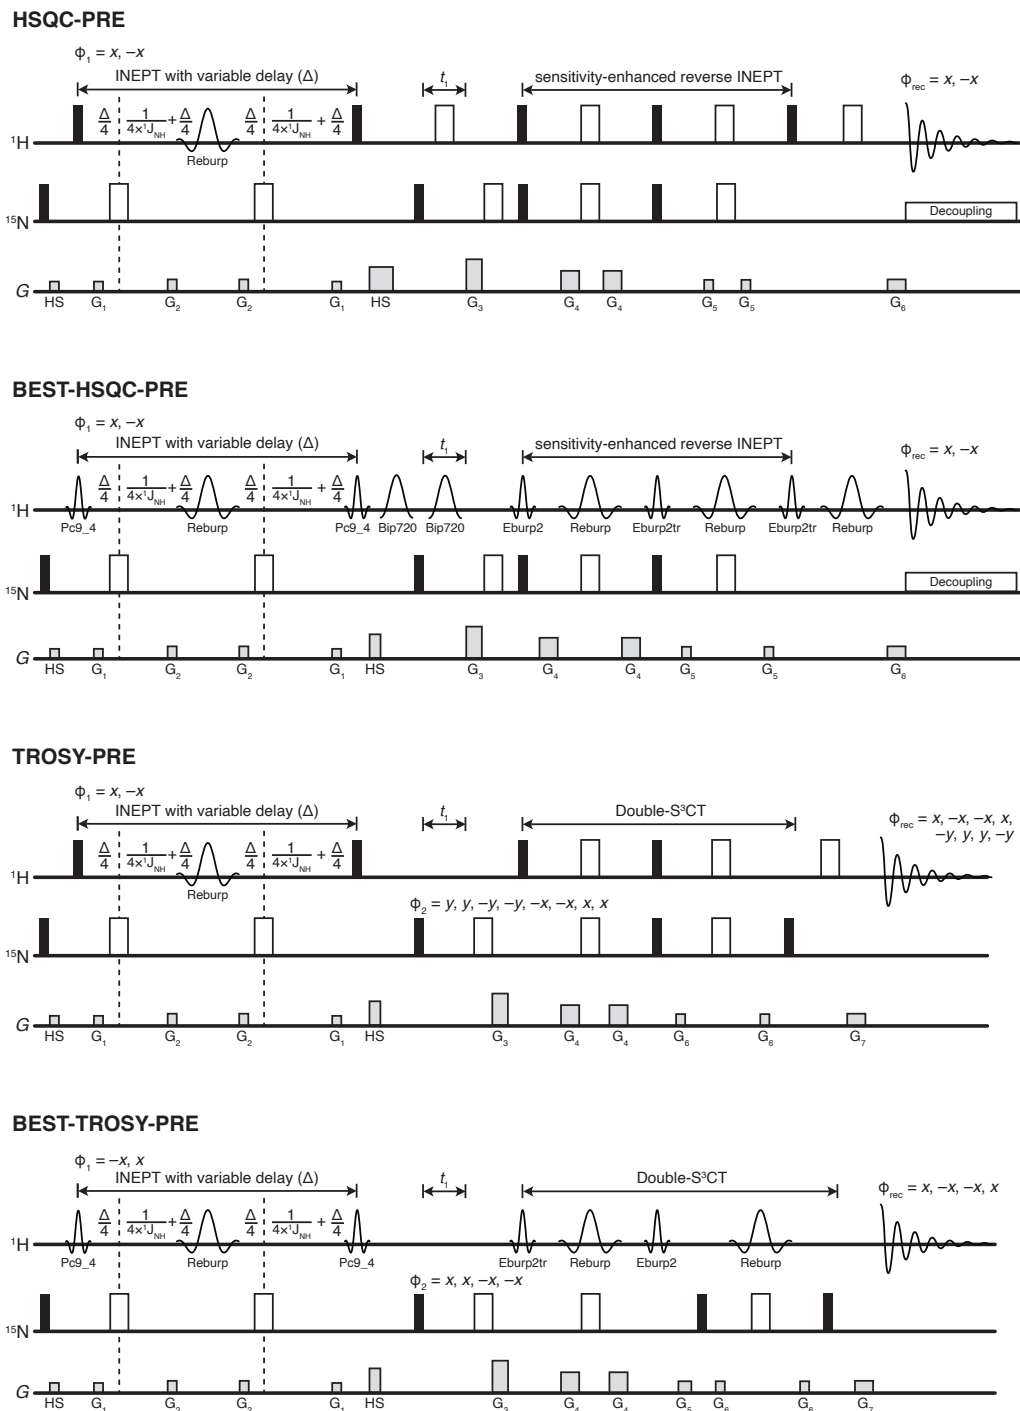 HSQC-PRE
ϕ₁ = x, –x
INEPT with variable delay (Δ)
t₁
sensitivity-enhanced reverse INEPT
ϕrec = x, –x
Δ/4 1/(4×¹JNH) + Δ/4 Δ/4 1/(4×¹JNH) + Δ/4
¹H
Reburp
¹⁵N
Decoupling
G
HS G₁ G₂ G₂ G₁ HS G₃ G₄ G₄ G₅ G₅ G₆
BEST-HSQC-PRE
ϕ₁ = x, –x
INEPT with variable delay (Δ)
t₁
sensitivity-enhanced reverse INEPT
ϕrec = x, –x
Δ/4 1/(4×¹JNH) + Δ/4 Δ/4 1/(4×¹JNH) + Δ/4
¹H
Pc9_4 Reburp Pc9_4 Bip720 Bip720 Eburp2 Reburp Eburp2tr Reburp Eburp2tr Reburp
¹⁵N
Decoupling
G
HS G₁ G₂ G₂ G₁ HS G₃ G₄ G₄ G₅ G₅ G₆
TROSY-PRE
ϕ₁ = x, –x
INEPT with variable delay (Δ)
t₁
Double-S³CT
ϕrec = x, –x, –x, x,
–y, y, y, –y
Δ/4 1/(4×¹JNH) + Δ/4 Δ/4 1/(4×¹JNH) + Δ/4
¹H
Reburp
ϕ₂ = y, y, –y, –y, –x, –x, x, x
¹⁵N
G
HS G₁ G₂ G₂ G₁ HS G₃ G₄ G₄ G₆ G₆ G₇
BEST-TROSY-PRE
ϕ₁ = –x, x
INEPT with variable delay (Δ)
t₁
Double-S³CT
ϕrec = x, –x, –x, x
Δ/4 1/(4×¹JNH) + Δ/4 Δ/4 1/(4×¹JNH) + Δ/4
¹H
Pc9_4 Reburp Pc9_4 Eburp2tr Reburp Eburp2 Reburp
ϕ₂ = x, x, –x, –x
¹⁵N
G
HS G₁ G₂ G₂ G₁ HS G₃ G₄ G₄ G₅ G₆ G₆ G₇